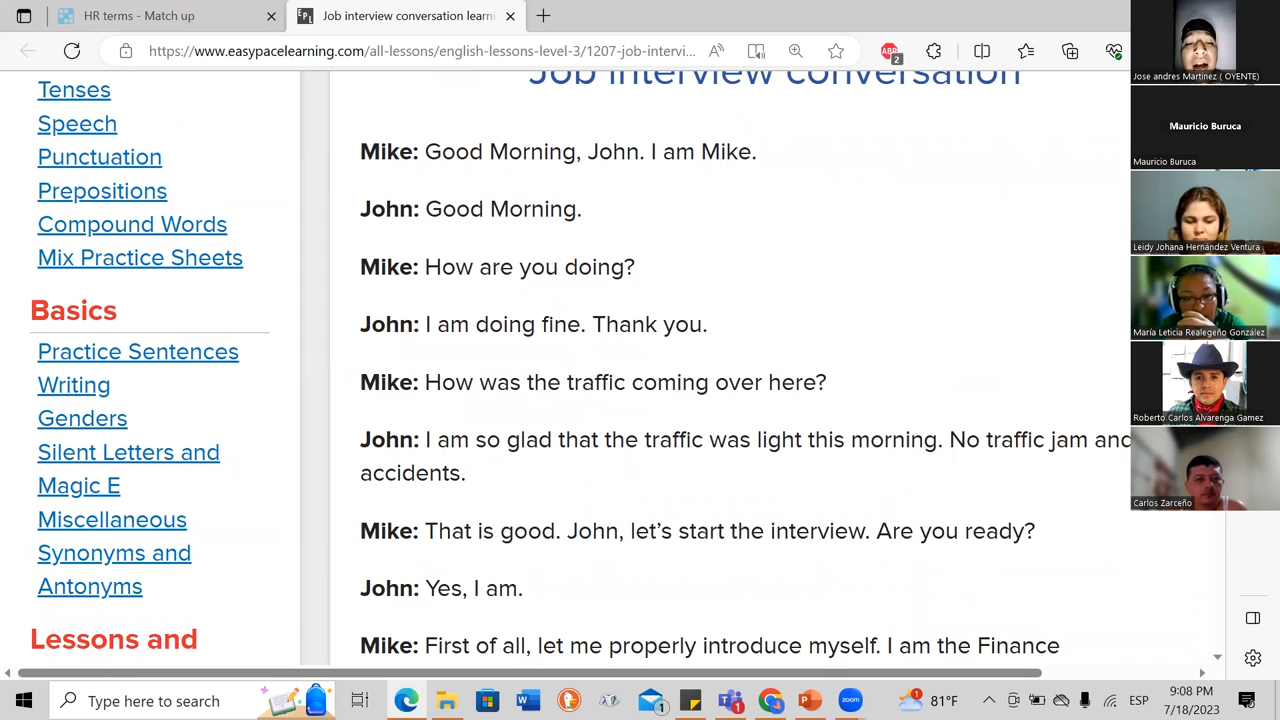 HR terms - Match up
Job interview conversation learni
https://www.easypacelearning.com/all-lessons/english-lessons-level-3/1207-job-intervi...
ABP
2
Tenses
Speech
Punctuation
Prepositions
Compound Words
Mix Practice Sheets
Basics
Practice Sentences
Writing
Genders
Silent Letters and
Magic E
Miscellaneous
Synonyms and
Antonyms
Lessons and
Job interview conversation
Mike: Good Morning, John. I am Mike.
John: Good Morning.
Mike: How are you doing?
John: I am doing fine. Thank you.
Mike: How was the traffic coming over here?
John: I am so glad that the traffic was light this morning. No traffic jam and
accidents.
Mike: That is good. John, let's start the interview. Are you ready?
John: Yes, I am.
Mike: First of all, let me properly introduce myself. I am the Finance
Jose andres Martinez ( OYENTE)
Mauricio Buruca
Mauricio Buruca
Leidy Johana Hernández Ventura
María Leticia Realegeño González
Roberto Carlos Alvarenga Gamez
Carlos Zarceño
Type here to search
81°F
ESP
9:08 PM
7/18/2023